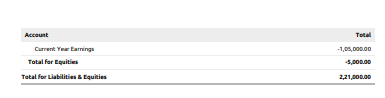 Account Total
Current Year Earnings -1,05,000.00
Total for Equities -5,000.00
Total for Liabilities & Equities 2,21,000.00